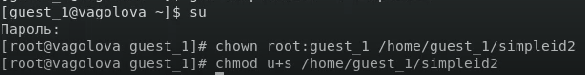 [guest_1@vagolova ~]$ su
Пароль:
[root@vagolova guest_1]# chown root:guest_1 /home/guest_1/simpleid2
[root@vagolova guest_1]# chmod u+s /home/guest_1/simpleid2